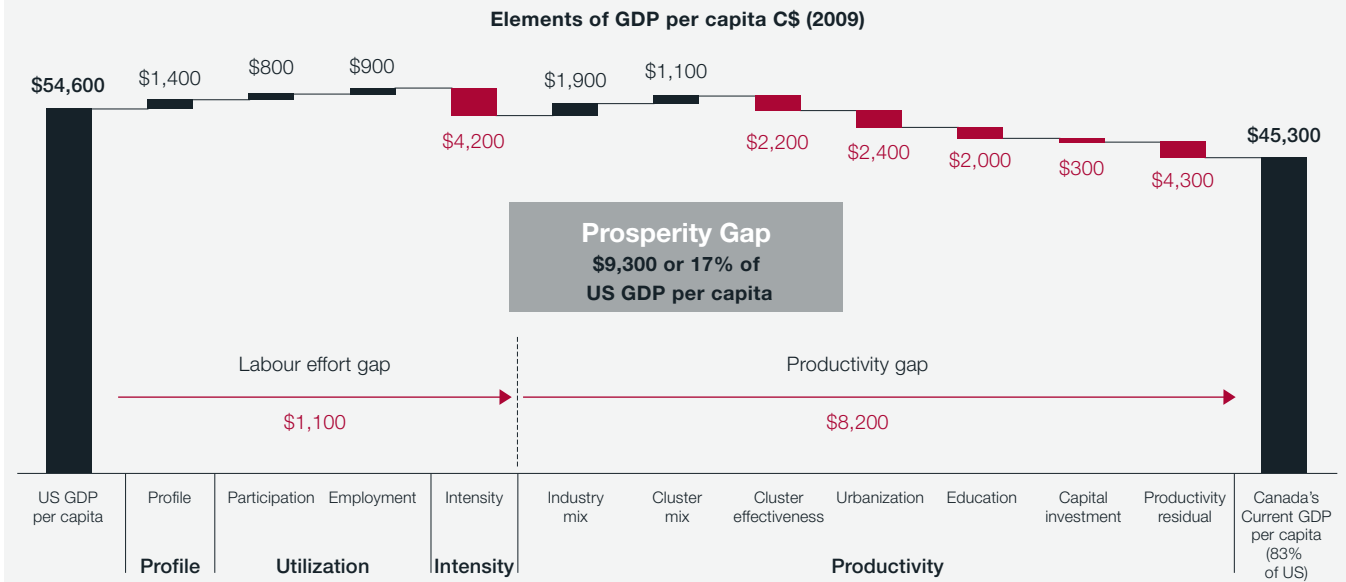 Elements of GDP per capita C$ (2009)
$54,600
$1,400
$800
$900
$4,200
$1,900
$1,100
$2,200
$2,400
$2,000
$300
$4,300
$45,300
Prosperity Gap
$9,300 or 17% of
US GDP per capita
Labour effort gap
$1,100
Productivity gap
$8,200
US GDP
per capita
Profile
Participation
Employment
Intensity
Industry
mix
Cluster
mix
Cluster
effectiveness
Urbanization
Education
Capital
investment
Productivity
residual
Canada's
Current GDP
per capita
(83%
of US)
Profile
Utilization
Intensity
Productivity